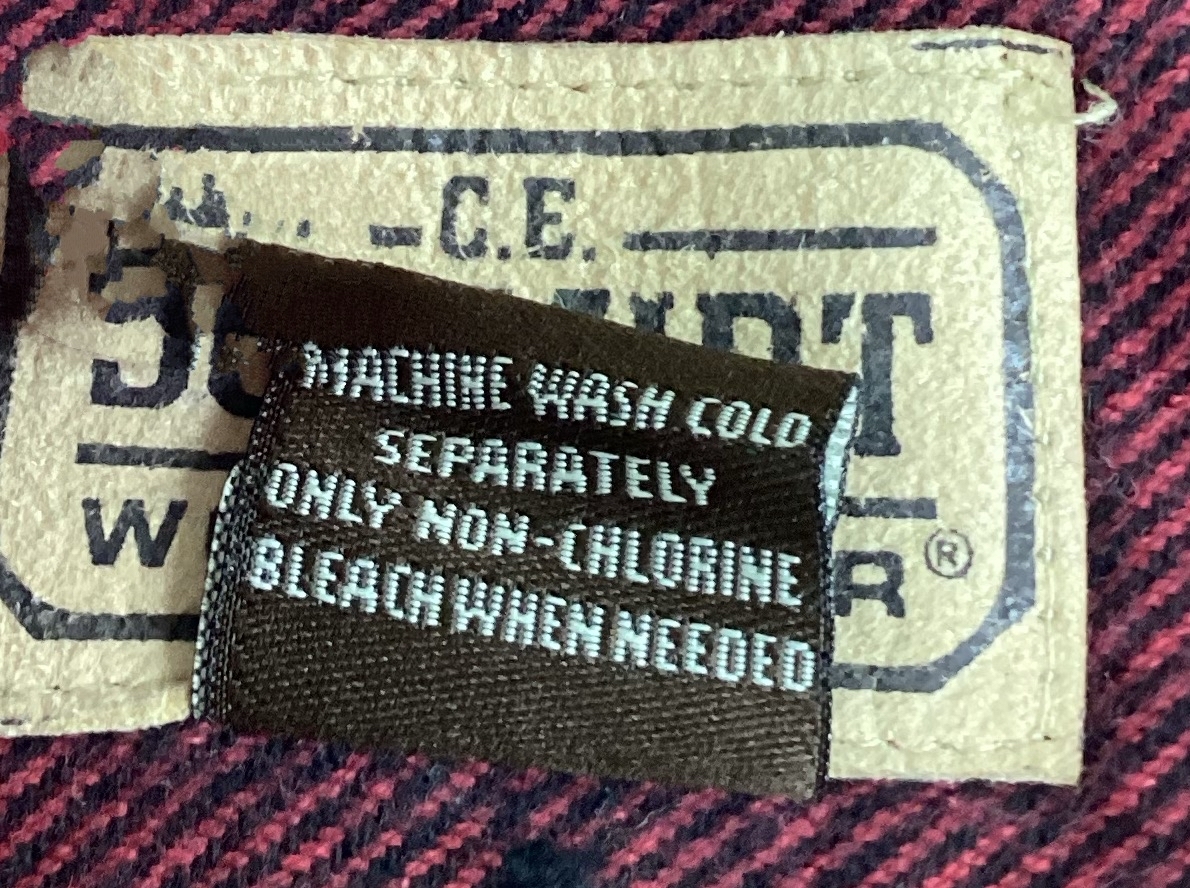 C.E.
MACHINE WASH COLD
SEPARATELY
ONLY NON-CHLORINE
BLEACH WHEN NEEDED
®